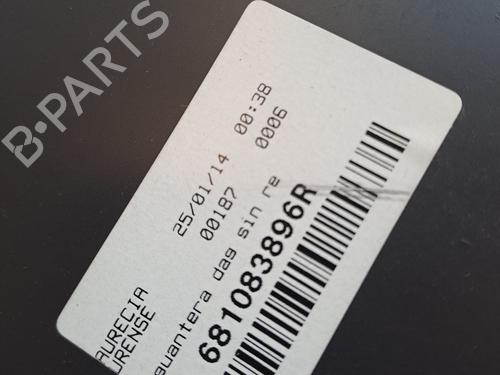 B-PARTS
AURECIA
URENSE
25/01/14 00:38
00187 0006
guantera dag sin re
681083896R